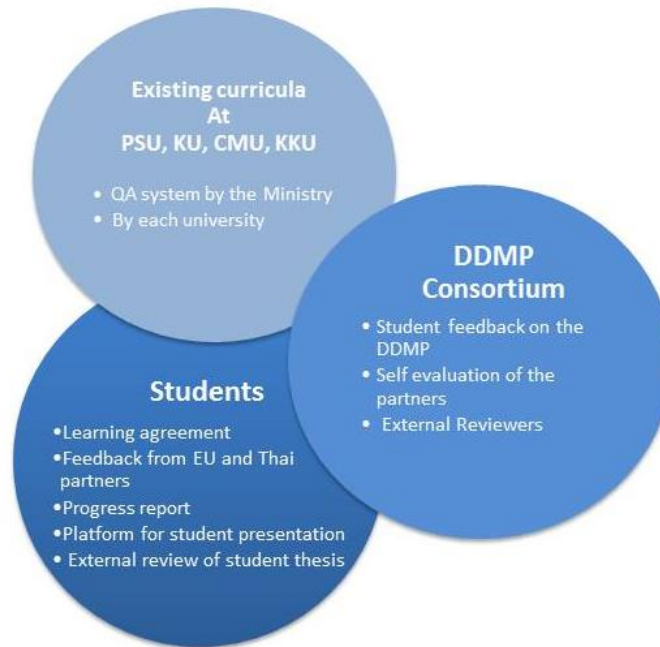 Existing curricula
At
PSU, KU, CMU, KKU
• QA system by the Ministry
• By each university
DDMP
Consortium
• Student feedback on the
DDMP
• Self evaluation of the
partners
• External Reviewers
Students
•Learning agreement
•Feedback from EU and Thai
partners
•Progress report
•Platform for student presentation
• External review of student thesis